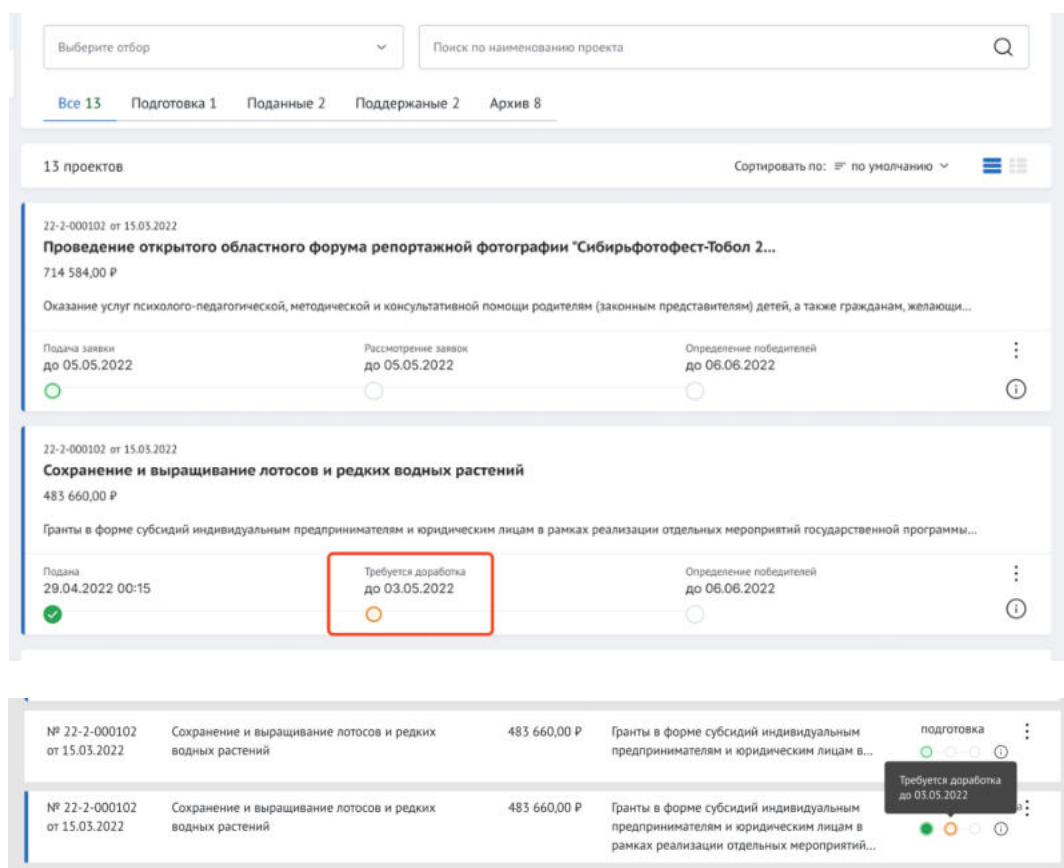 Выберите отбор
Поиск по наименованию проекта
Все 13 Подготовка 1 Поданные 2 Поддержаные 2 Архив 8
13 проектов
Сортировать по: по умолчанию
22-2-000102 от 15.03.2022
Проведение открытого областного форума репортажной фотографии "Сибирьфотофест-Тобол 2...
714 584,00 ₽
Оказание услуг психолого-педагогической, методической и консультативной помощи родителям (законным представителям) детей, а также гражданам, желающи...
Подача заявки Рассмотрение заявок Определение победителей
до 05.05.2022 до 05.05.2022 до 06.06.2022
22-2-000102 от 15.03.2022
Сохранение и выращивание лотосов и редких водных растений
483 660,00 ₽
Гранты в форме субсидий индивидуальным предпринимателям и юридическим лицам в рамках реализации отдельных мероприятий государственной программы...
Подана Требуется доработка Определение победителей
29.04.2022 00:15 до 03.05.2022 до 06.06.2022
№ 22-2-000102 Сохранение и выращивание лотосов и редких 483 660,00 ₽ Гранты в форме субсидий индивидуальным подготовка
от 15.03.2022 водных растений предпринимателям и юридическим лицам в...
Требуется доработка
до 03.05.2022
№ 22-2-000102 Сохранение и выращивание лотосов и редких 483 660,00 ₽ Гранты в форме субсидий индивидуальным
от 15.03.2022 водных растений предпринимателям и юридическим лицам в
рамках реализации отдельных мероприятий...